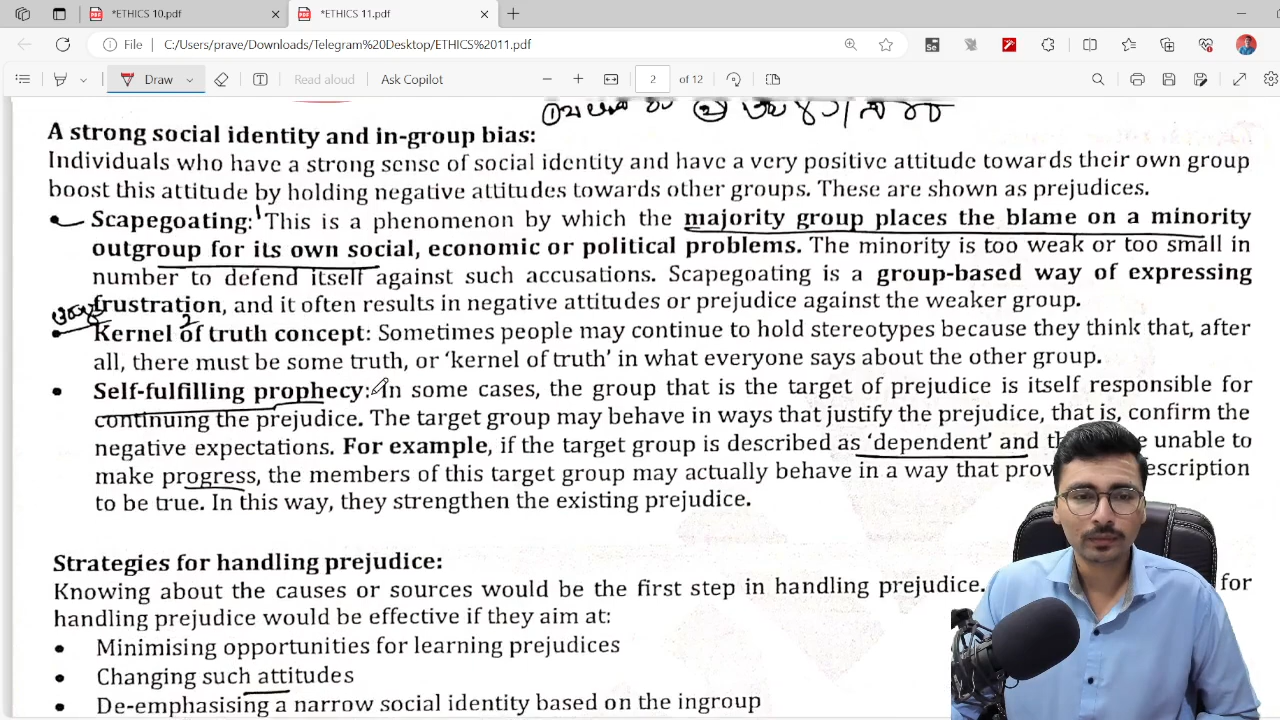 *ETHICS 10.pdf
*ETHICS 11.pdf
File
C:/Users/prave/Downloads/Telegram%20Desktop/ETHICS%2011.pdf
Draw
Read aloud
Ask Copilot
2 of 12
A strong social identity and in-group bias:
Individuals who have a strong sense of social identity and have a very positive attitude towards their own group
boost this attitude by holding negative attitudes towards other groups. These are shown as prejudices.
• Scapegoating: This is a phenomenon by which the majority group places the blame on a minority
outgroup for its own social, economic or political problems. The minority is too weak or too small in
number to defend itself against such accusations. Scapegoating is a group-based way of expressing
frustration, and it often results in negative attitudes or prejudice against the weaker group.
• Kernel of truth concept: Sometimes people may continue to hold stereotypes because they think that, after
all, there must be some truth, or 'kernel of truth' in what everyone says about the other group.
• Self-fulfilling prophecy: In some cases, the group that is the target of prejudice is itself responsible for
continuing the prejudice. The target group may behave in ways that justify the prejudice, that is, confirm the
negative expectations. For example, if the target group is described as 'dependent' and unable to
make progress, the members of this target group may actually behave in a way that description
to be true. In this way, they strengthen the existing prejudice.
Strategies for handling prejudice:
Knowing about the causes or sources would be the first step in handling prejudice. for
handling prejudice would be effective if they aim at:
• Minimising opportunities for learning prejudices
• Changing such attitudes
• De-emphasising a narrow social identity based on the ingroup